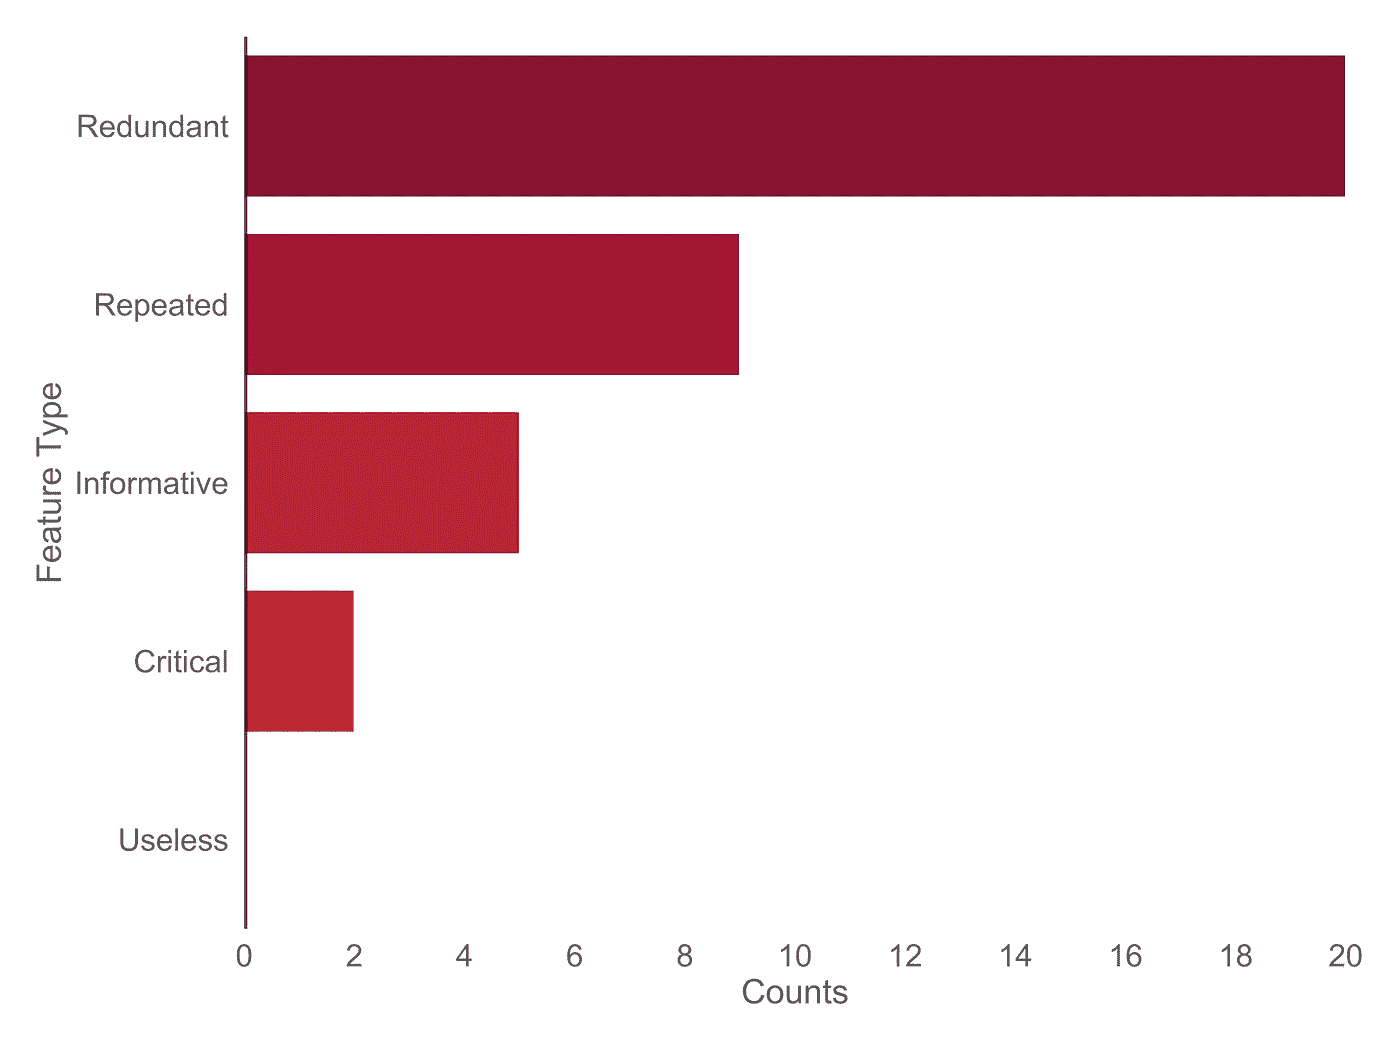 Redundant
Repeated
Informative
Critical
Useless
Feature Type
0 2 4 6 8 10 12 14 16 18 20
Counts